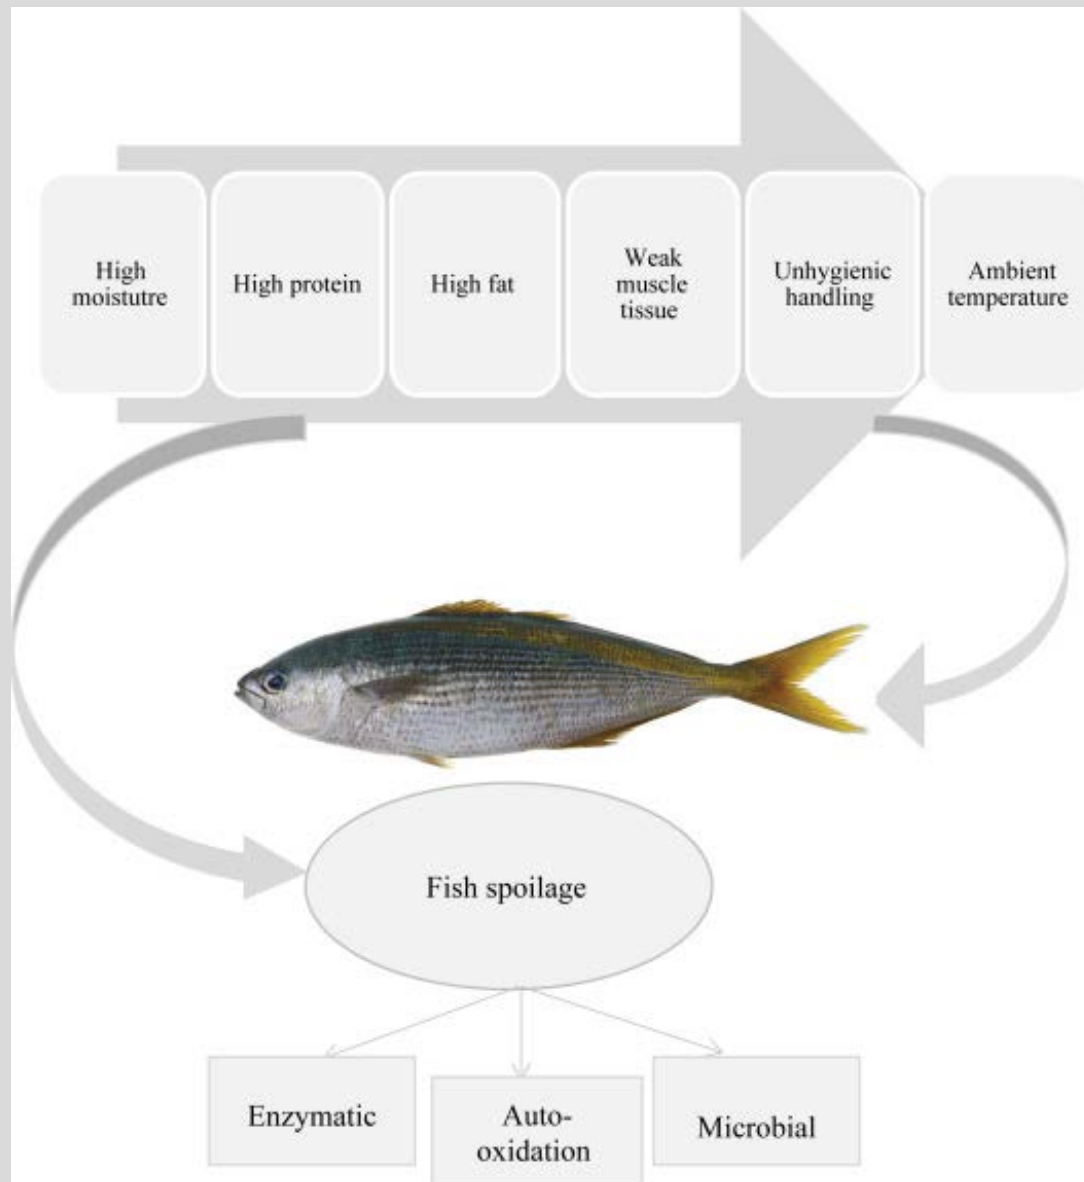 High
moistutre
High protein
High fat
Weak
muscle
tissue
Unhygienic
handling
Ambient
temperature
Fish spoilage
Enzymatic
Auto-
oxidation
Microbial